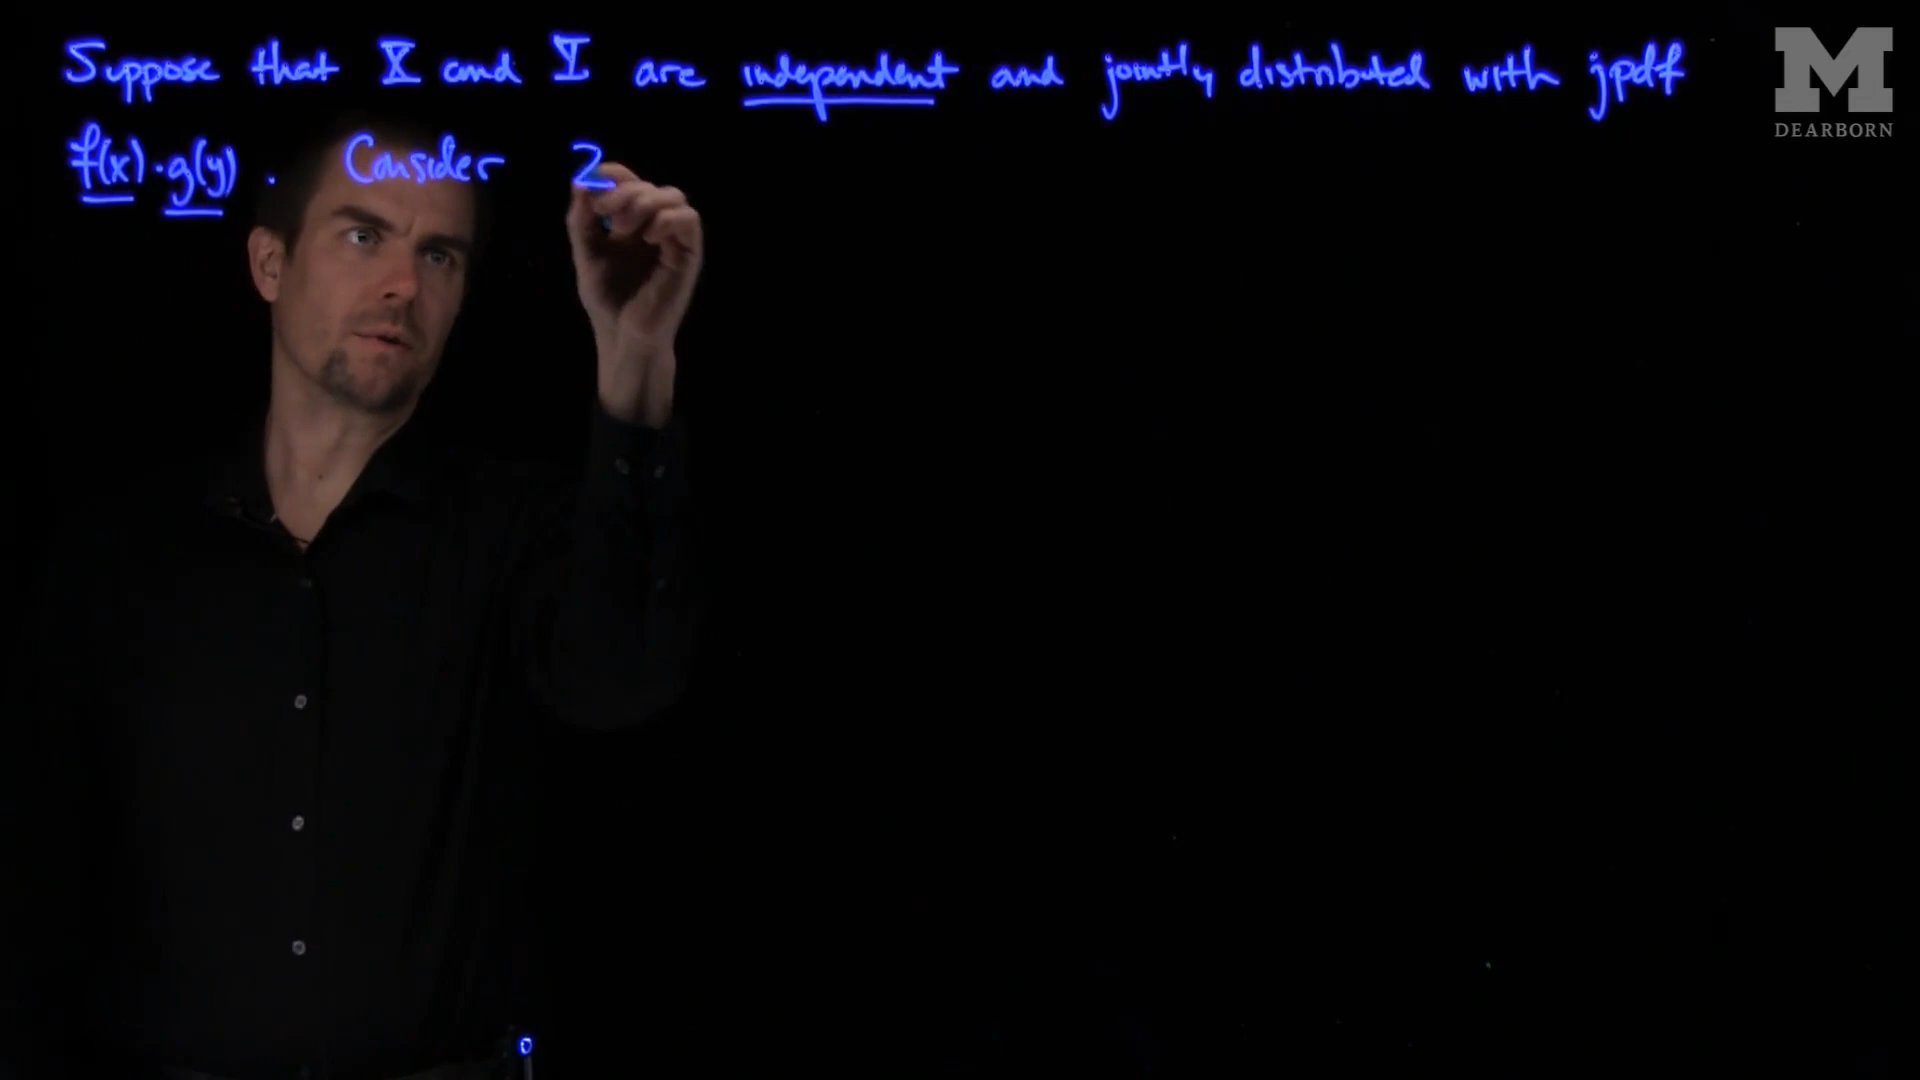 Suppose that X and Y are independent and jointly distributed with jpdf
f(x)·g(y). Consider Z
M
DEARBORN